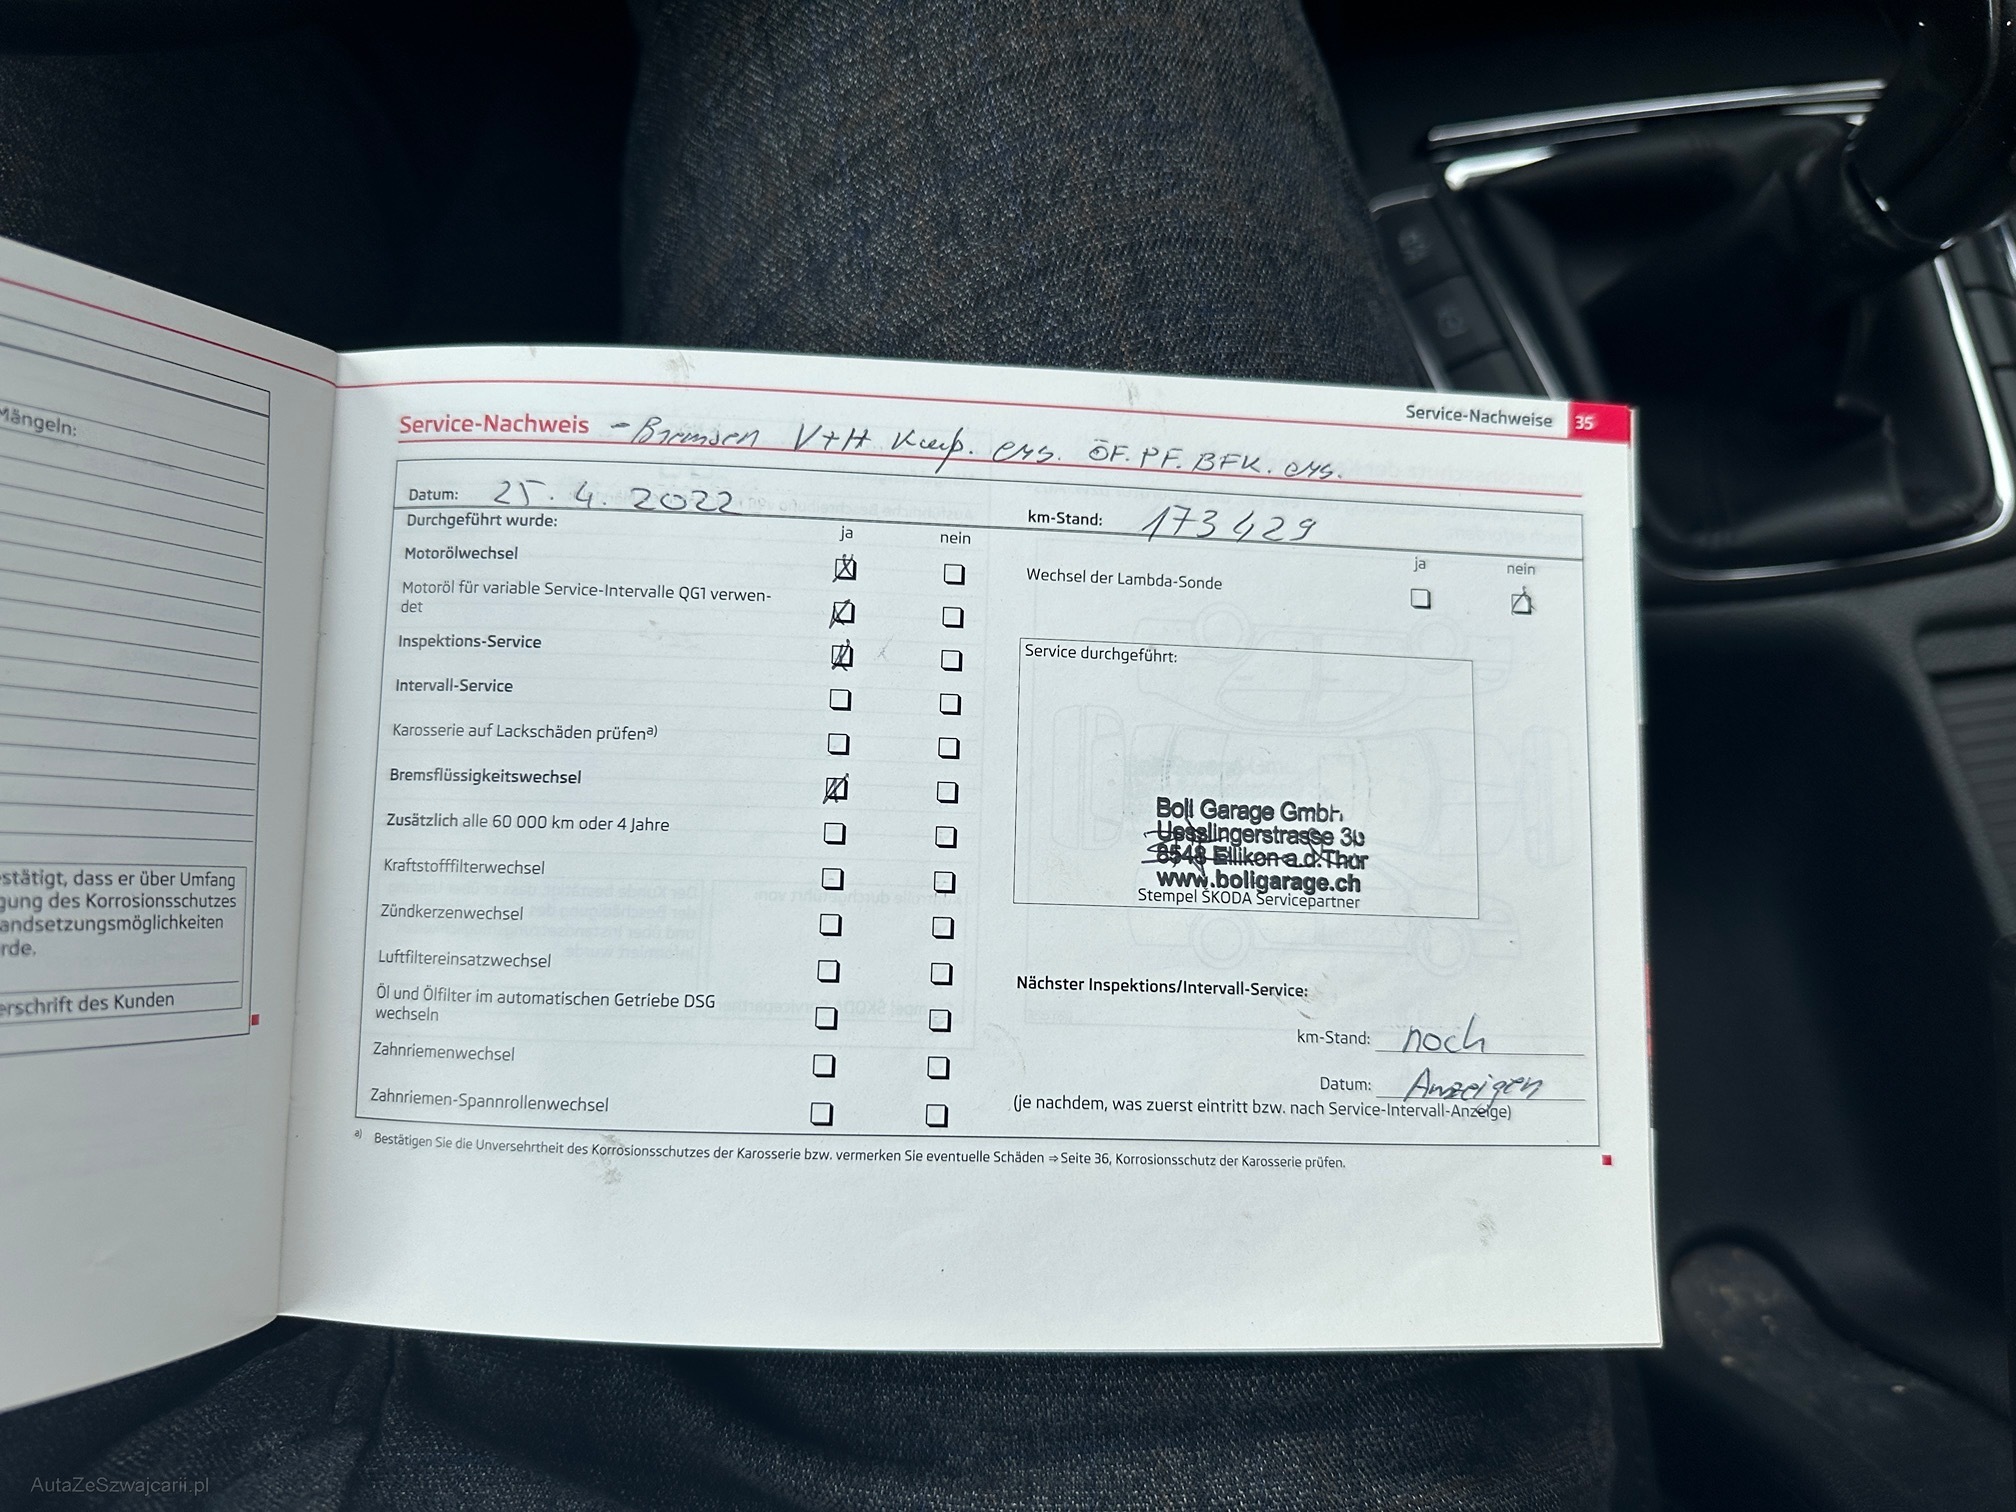 Mängeln:
estätigt, dass er über Umfang
gung des Korrosionsschutzes
andsetzungsmöglichkeiten
rde.
erschrift des Kunden
Service-Nachweise 35
Service-Nachweis - Bremsen V+H komp. ers. ÖF. PF. BFK. ers.
Datum: 25. 4. 2022
km-Stand: 173429
Durchgeführt wurde:
ja nein
Motorölwechsel
Motoröl für variable Service-Intervalle QG1 verwen-
det
Inspektions-Service
Intervall-Service
Karosserie auf Lackschäden prüfen a)
Bremsflüssigkeitswechsel
Zusätzlich alle 60 000 km oder 4 Jahre
Kraftstofffilterwechsel
Zündkerzenwechsel
Luftfiltereinsatzwechsel
Öl und Ölfilter im automatischen Getriebe DSG
wechseln
Zahnriemenwechsel
Zahnriemen-Spannrollenwechsel
ja nein
Wechsel der Lambda-Sonde
Service durchgeführt:
Boli Garage GmbH
Uesslingerstrasse 30
8548 Ellikon a.d.Thur
www.boligarage.ch
Stempel ŠKODA Servicepartner
Nächster Inspektions/Intervall-Service:
km-Stand: noch
Datum: Anzeigen
(je nachdem, was zuerst eintritt bzw. nach Service-Intervall-Anzeige)
a) Bestätigen Sie die Unversehrtheit des Korrosionsschutzes der Karosserie bzw. vermerken Sie eventuelle Schäden ⇒ Seite 36, Korrosionsschutz der Karosserie prüfen.
AutaZeSzwajcarii.pl